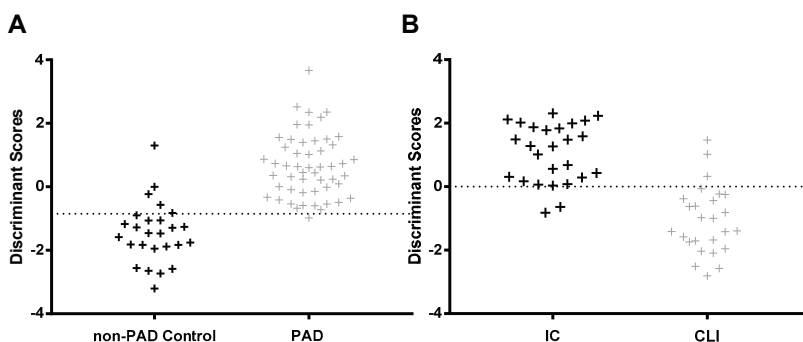 A
Discriminant Scores
4
2
0
-2
-4
non-PAD Control PAD
B
Discriminant Scores
4
2
0
-2
-4
IC CLI